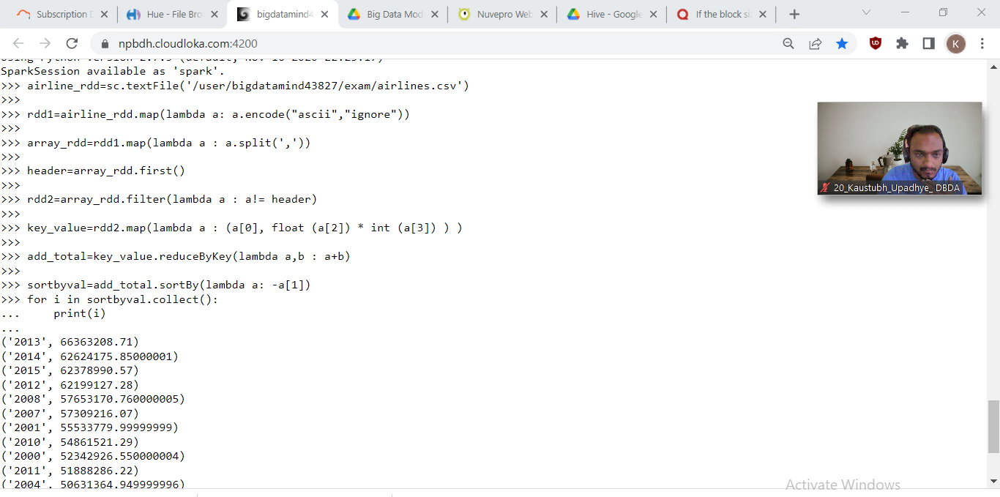 Subscription D
Hue - File Bro
bigdatamind4
Big Data Mod
Nuvepro Web
Hive - Google
If the block si
npbdh.cloudloka.com:4200
K
SparkSession available as 'spark'.
>>> airline_rdd=sc.textFile('/user/bigdatamind43827/exam/airlines.csv')
>>>
>>> rdd1=airline_rdd.map(lambda a: a.encode("ascii","ignore"))
>>>
>>> array_rdd=rdd1.map(lambda a : a.split(','))
>>>
>>> header=array_rdd.first()
>>>
>>> rdd2=array_rdd.filter(lambda a : a!= header)
>>>
>>> key_value=rdd2.map(lambda a : (a[0], float (a[2]) * int (a[3]) ) )
>>>
>>> add_total=key_value.reduceByKey(lambda a,b : a+b)
>>>
>>> sortbyval=add_total.sortBy(lambda a: -a[1])
>>> for i in sortbyval.collect():
...     print(i)
...
('2013', 66363208.71)
('2014', 62624175.85000001)
('2015', 62378990.57)
('2012', 62199127.28)
('2008', 57653170.760000005)
('2007', 57309216.07)
('2001', 55533779.99999999)
('2010', 54861521.29)
('2000', 52342926.550000004)
('2011', 51888286.22)
('2004', 50631364.949999996)
20_Kaustubh_Upadhye_ DBDA
Activate Windows